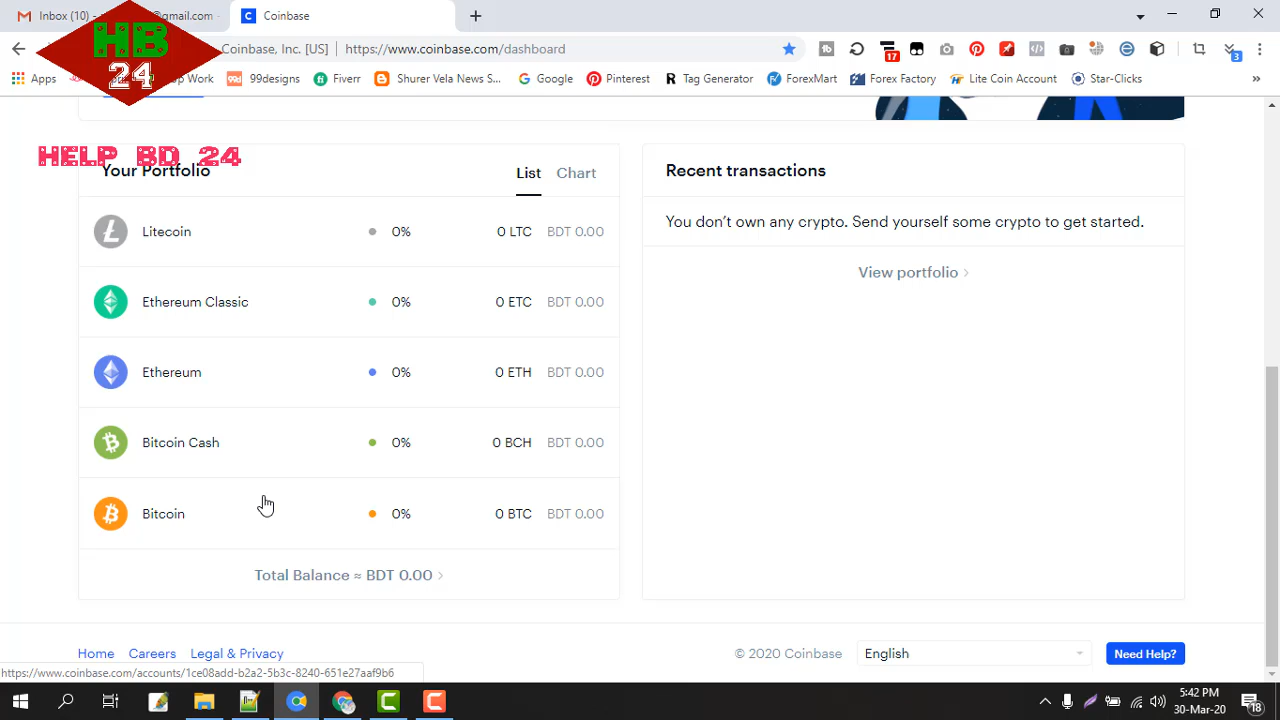 Inbox (10) - @gmail.com
Coinbase
Coinbase, Inc. [US] https://www.coinbase.com/dashboard
17
3
Apps Work 99designs Fiverr Shurer Vela News S... Google Pinterest Tag Generator ForexMart Forex Factory Lite Coin Account Star-Clicks
HB
24
HELP BD 24
Your Portfolio List Chart
Litecoin 0% 0 LTC BDT 0.00
Ethereum Classic 0% 0 ETC BDT 0.00
Ethereum 0% 0 ETH BDT 0.00
Bitcoin Cash 0% 0 BCH BDT 0.00
Bitcoin 0% 0 BTC BDT 0.00
Total Balance ≈ BDT 0.00 >
Recent transactions
You don't own any crypto. Send yourself some crypto to get started.
View portfolio >
Home Careers Legal & Privacy
© 2020 Coinbase English Need Help?
https://www.coinbase.com/accounts/1ce08add-b2a2-5b3c-8240-651e27aaf9b6
5:42 PM
30-Mar-20
18